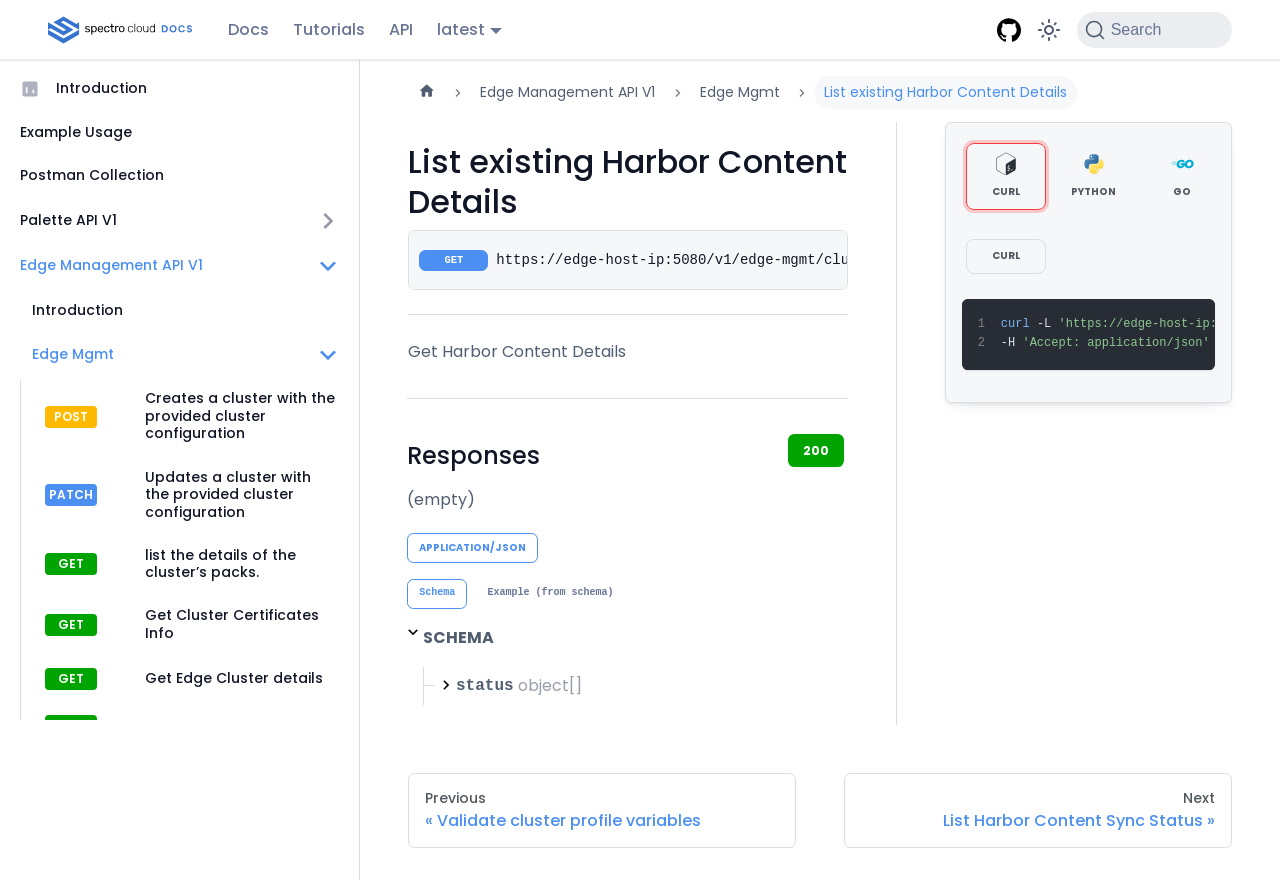 spectro cloud DOCS
Docs
Tutorials
API
latest
Search
Introduction
Example Usage
Postman Collection
Palette API V1
Edge Management API V1
Introduction
Edge Mgmt
POST
Creates a cluster with the
provided cluster
configuration
PATCH
Updates a cluster with
the provided cluster
configuration
GET
list the details of the
cluster’s packs.
GET
Get Cluster Certificates
Info
GET
Get Edge Cluster details
Edge Management API V1
Edge Mgmt
List existing Harbor Content Details
List existing Harbor Content
Details
GET
https://edge-host-ip:5080/v1/edge-mgmt/clu
Get Harbor Content Details
Responses
200
(empty)
APPLICATION/JSON
Schema
Example (from schema)
SCHEMA
status object[]
CURL
PYTHON
GO
GO
CURL
1 curl -L 'https://edge-host-ip:
2 -H 'Accept: application/json'
Previous
« Validate cluster profile variables
Next
List Harbor Content Sync Status »